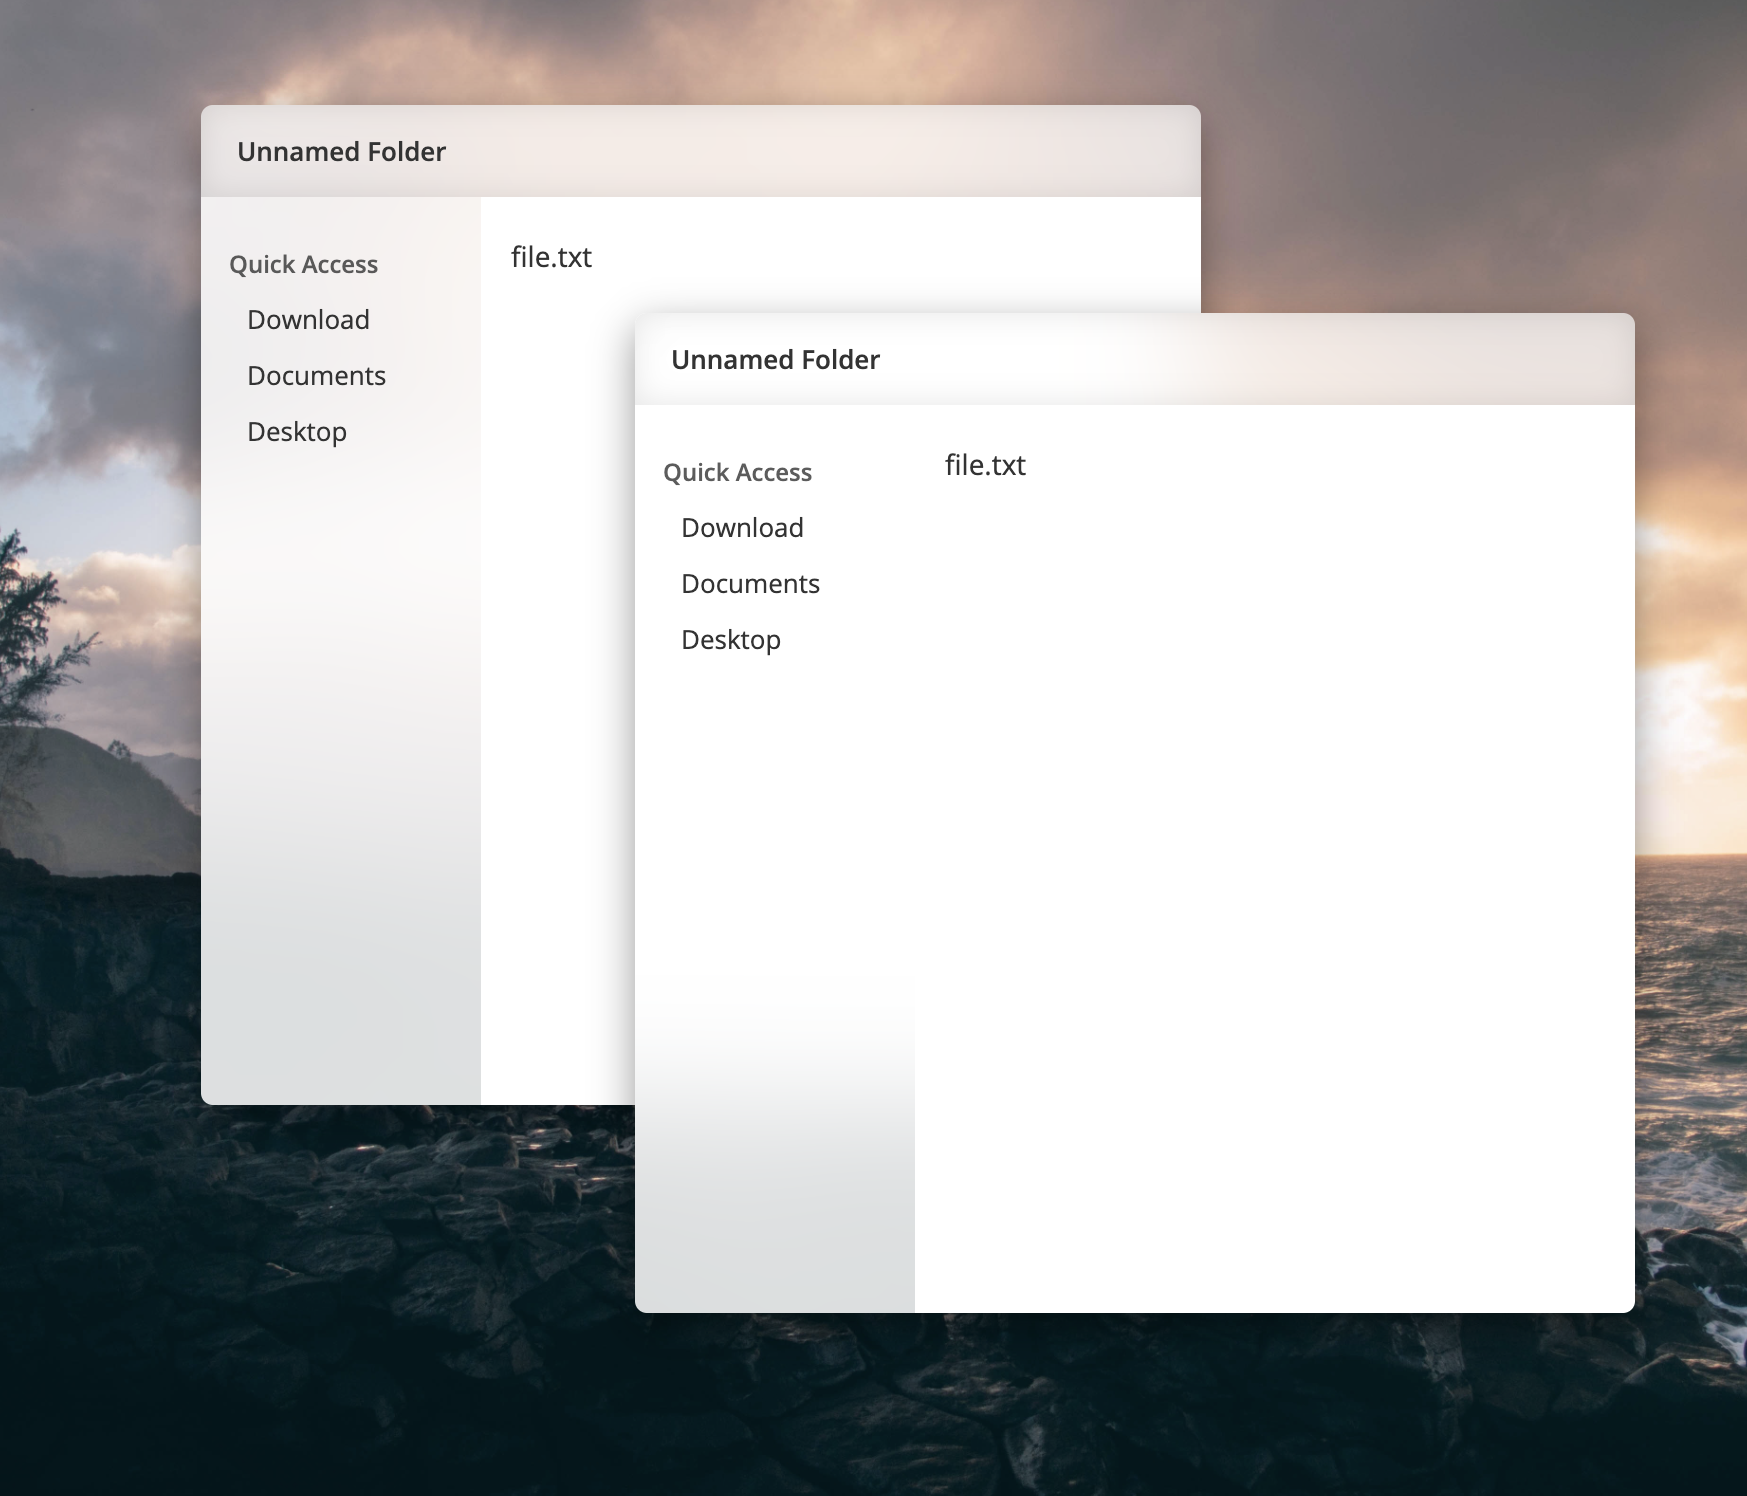 Unnamed Folder
Quick Access
Download
Documents
Desktop
file.txt
Unnamed Folder
Quick Access
Download
Documents
Desktop
file.txt